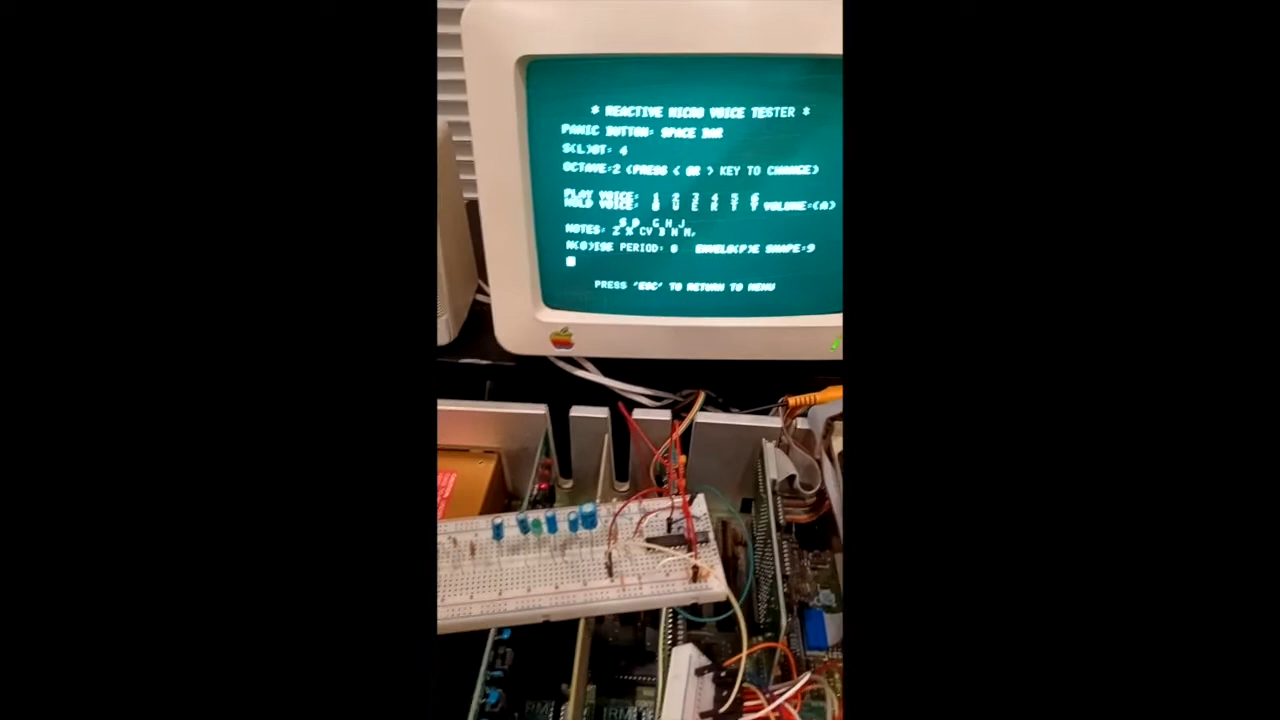 * REACTIVE MICRO VOICE TESTER *
PANIC BUTTON= SPACE BAR
S(L)OT= 4
OCTAVE=2 (PRESS < OR > KEY TO CHANGE)
PLAY VOICE= 1 2 3 4 5 6
HOLD VOICE= Q W E R T Y VOLUME=(A)
S D G H J
NOTES= Z X CV B N M,
N(O)ISE PERIOD= 0 ENVELO(P)E SHAPE=9
PRESS 'ESC' TO RETURN TO MENU